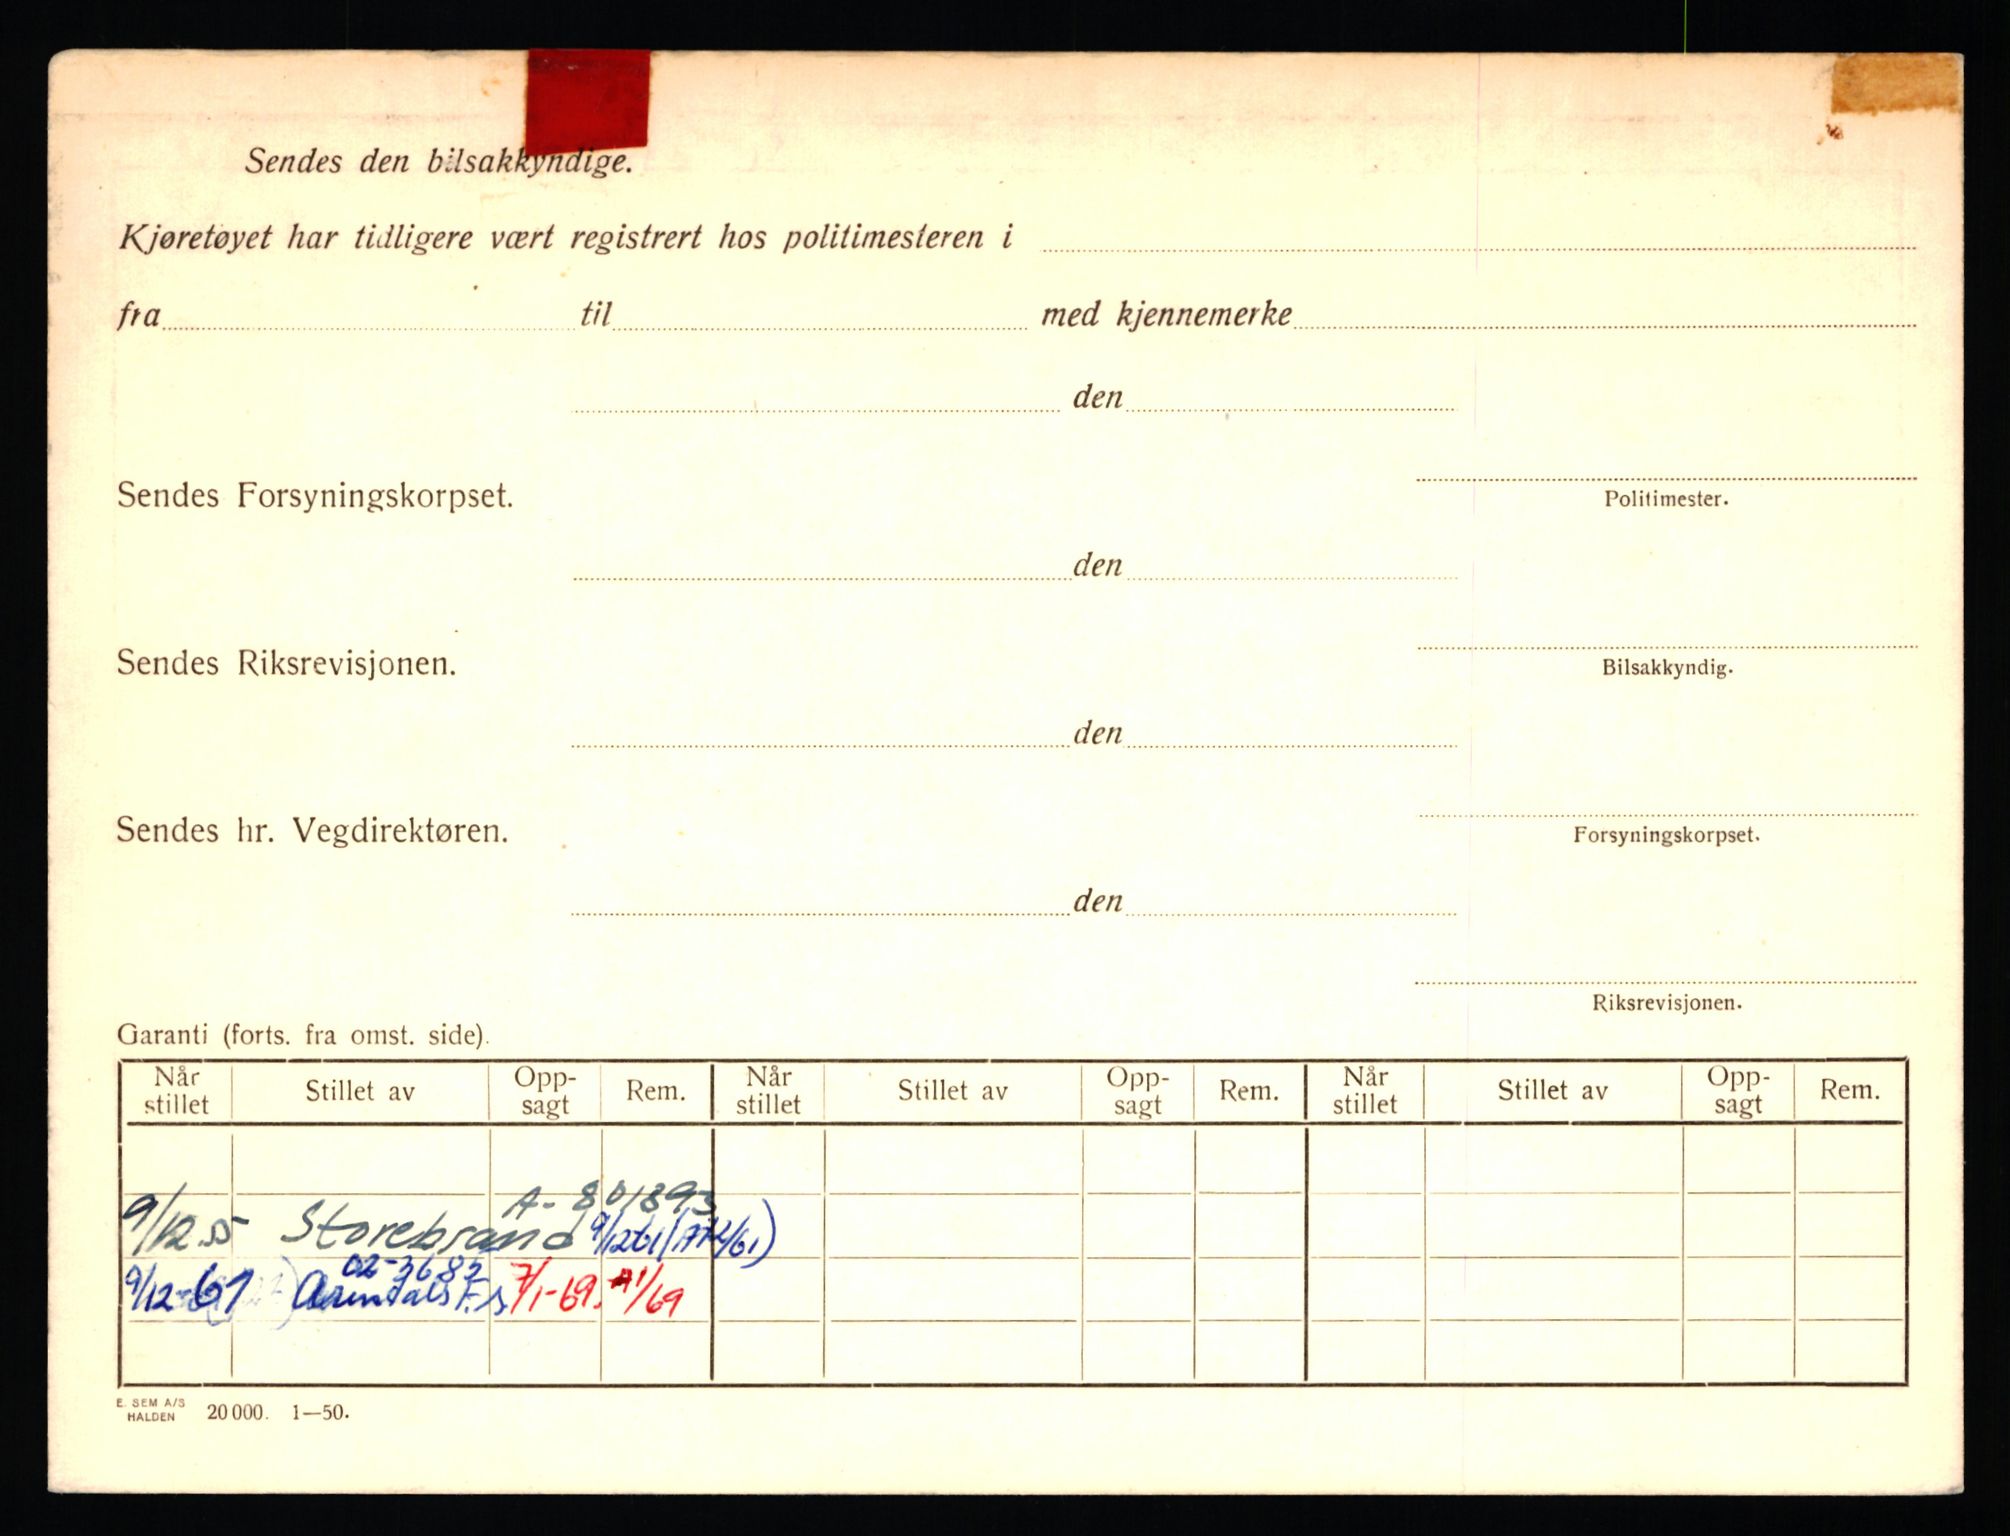 Sendes den bilsakkyndige.
Kjøretøyet har tidligere vært registrert hos politimesteren i
fra til med kjennemerke
den
Politimester.
Sendes Forsyningskorpset.
den
Bilsakkyndig.
Sendes Riksrevisjonen.
den
Forsyningskorpset.
Sendes hr. Vegdirektøren.
den
Riksrevisjonen.
Garanti (forts. fra omst. side).
Når stillet Stillet av Opp-sagt Rem. Når stillet Stillet av Opp-sagt Rem. Når stillet Stillet av Opp-sagt Rem.
A- 801893
9/12.55 Storebrand 9/12 61
02-3683
9/12-61 Arendals F.s 7/1-69. 1/69
E. SEM A/S
HALDEN 20 000. 1—50.